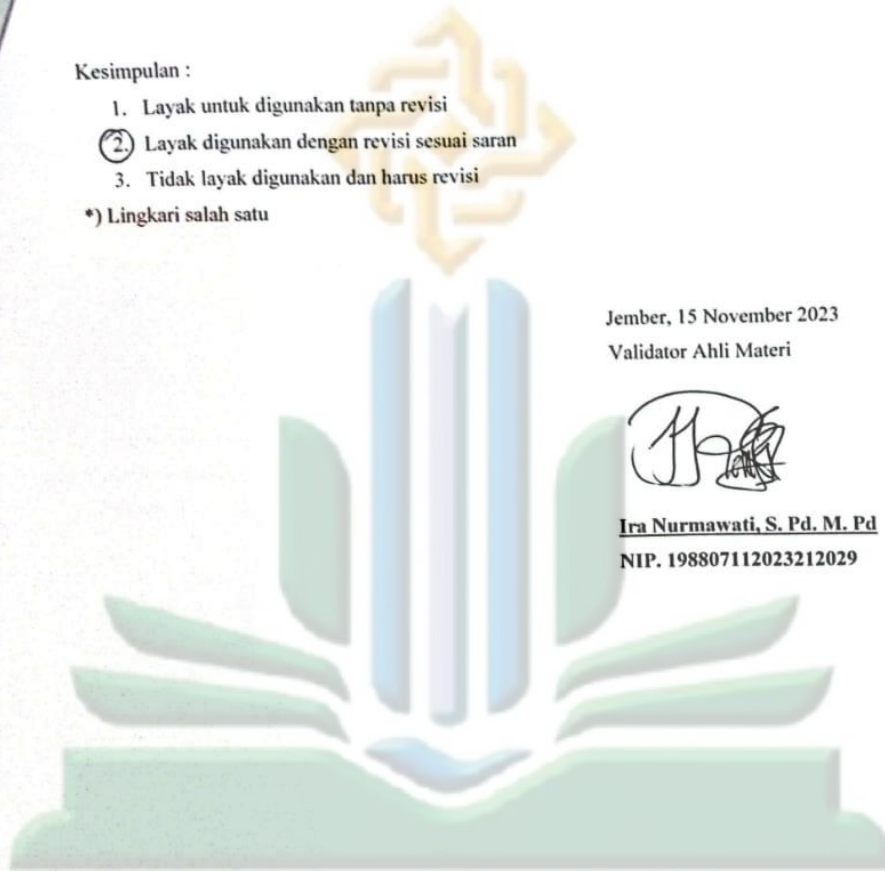 Kesimpulan :
1. Layak untuk digunakan tanpa revisi
2. Layak digunakan dengan revisi sesuai saran
3. Tidak layak digunakan dan harus revisi
*) Lingkari salah satu
Jember, 15 November 2023
Validator Ahli Materi
Ira Nurmawati, S. Pd. M. Pd
NIP. 198807112023212029